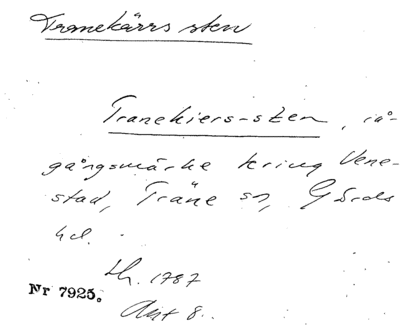 Tranekärrs sten
Tranekiers-sten, rå-
gångsmärke kring Vene-
stad, Träne sn, Gärds
hd.
Lh. 1787
Nr 7925.
Akt 8.